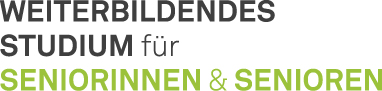 WEITERBILDENDES
STUDIUM für
SENIORINNEN & SENIOREN